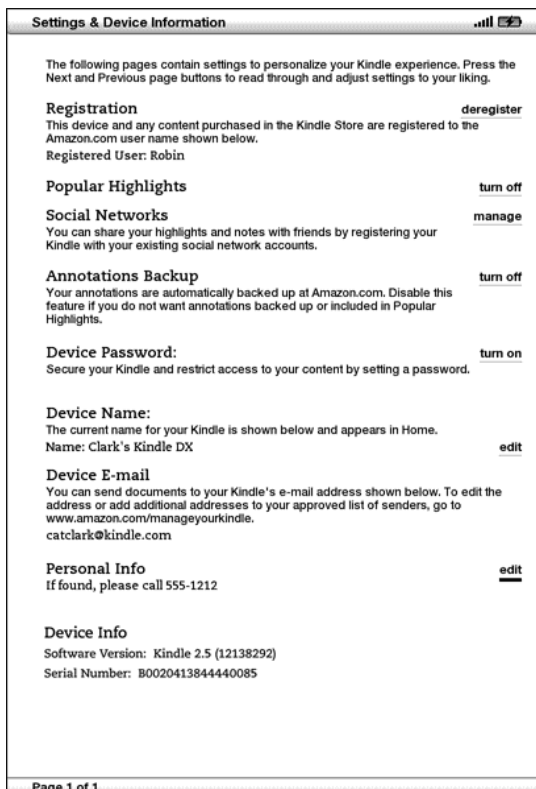 Settings & Device Information
The following pages contain settings to personalize your Kindle experience. Press the
Next and Previous page buttons to read through and adjust settings to your liking.
Registration deregister
This device and any content purchased in the Kindle Store are registered to the
Amazon.com user name shown below.
Registered User: Robin
Popular Highlights turn off
Social Networks manage
You can share your highlights and notes with friends by registering your
Kindle with your existing social network accounts.
Annotations Backup turn off
Your annotations are automatically backed up at Amazon.com. Disable this
feature if you do not want annotations backed up or included in Popular
Highlights.
Device Password: turn on
Secure your Kindle and restrict access to your content by setting a password.
Device Name:
The current name for your Kindle is shown below and appears in Home.
Name: Clark's Kindle DX edit
Device E-mail
You can send documents to your Kindle's e-mail address shown below. To edit the
address or add additional addresses to your approved list of senders, go to
www.amazon.com/manageyourkindle.
catclark@kindle.com
Personal Info edit
If found, please call 555-1212
Device Info
Software Version: Kindle 2.5 (12138292)
Serial Number: B0020413844440085
Page 1 of 1